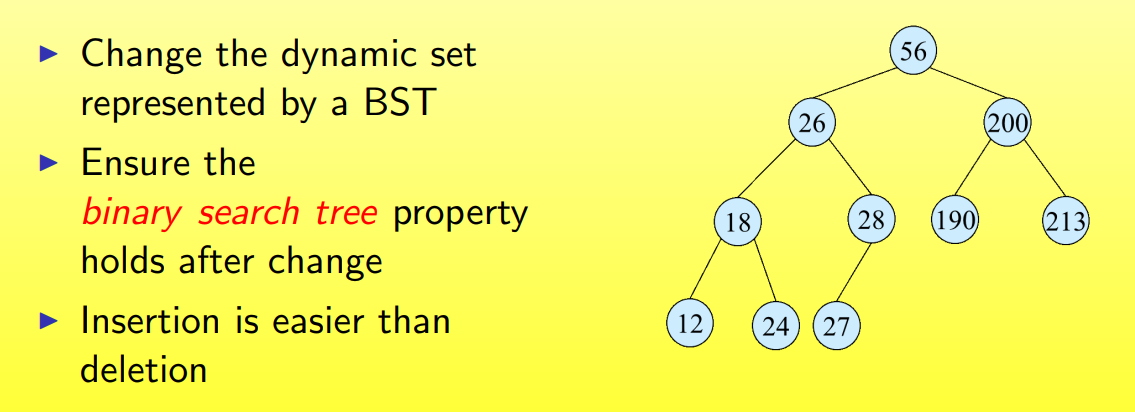 Change the dynamic set
represented by a BST
Ensure the
binary search tree property
holds after change
Insertion is easier than
deletion
56
26
200
18
28
190
213
12
24
27